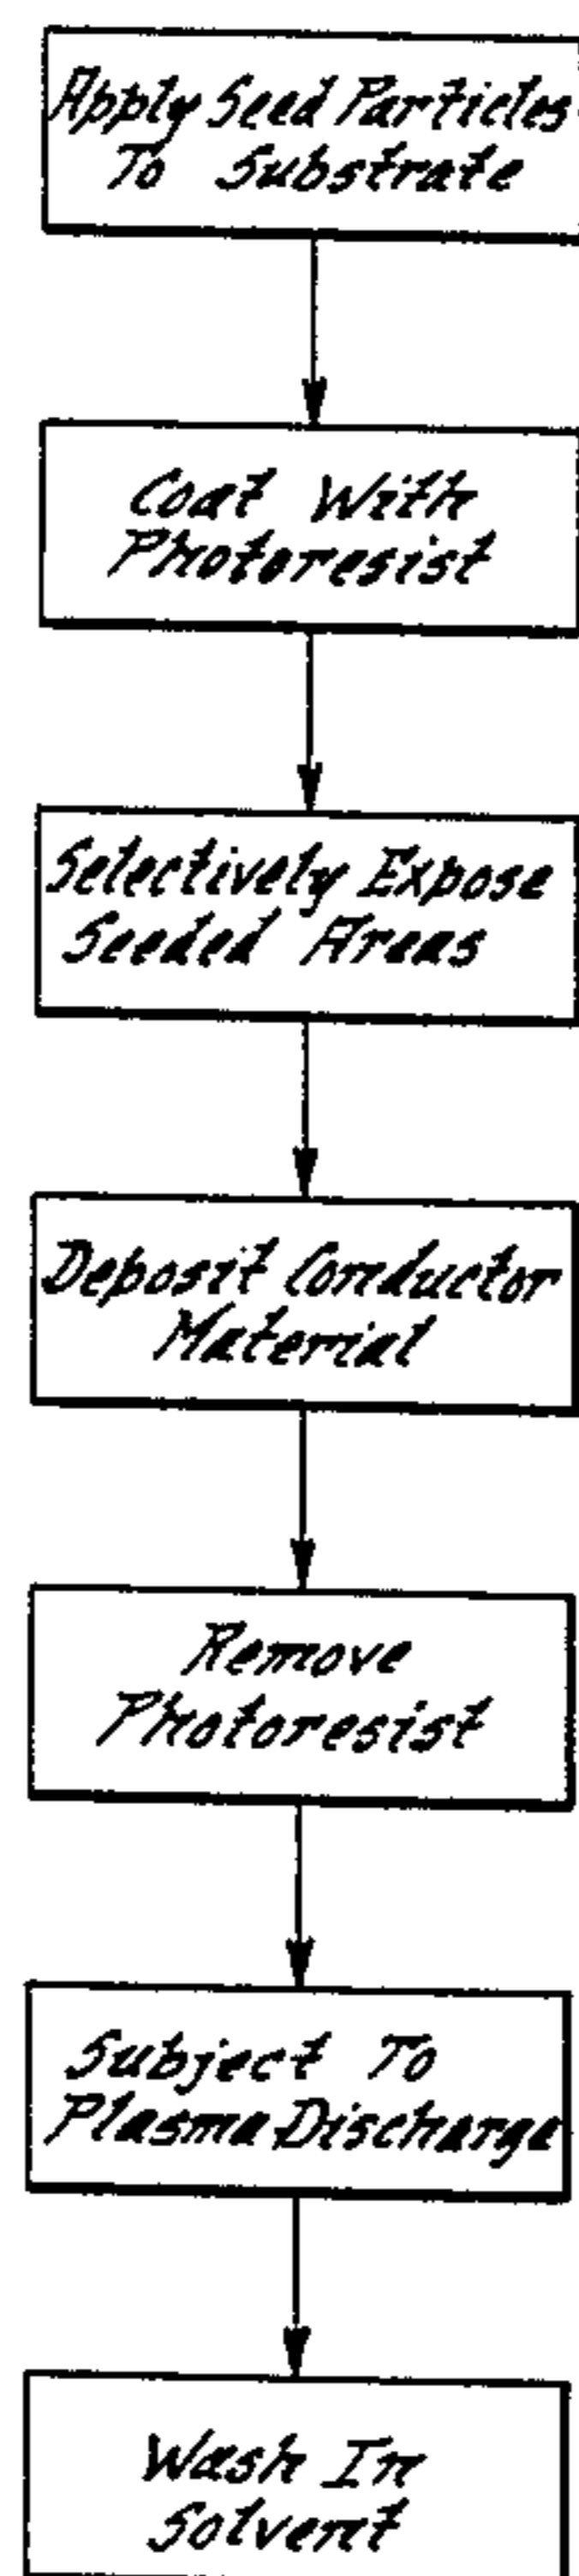 Apply Seed Particles
To Substrate
Coat With
Photoresist
Selectively Expose
Seeded Areas
Deposit Conductor
Material
Remove
Photoresist
Subject To
Plasma Discharge
Wash In
Solvent